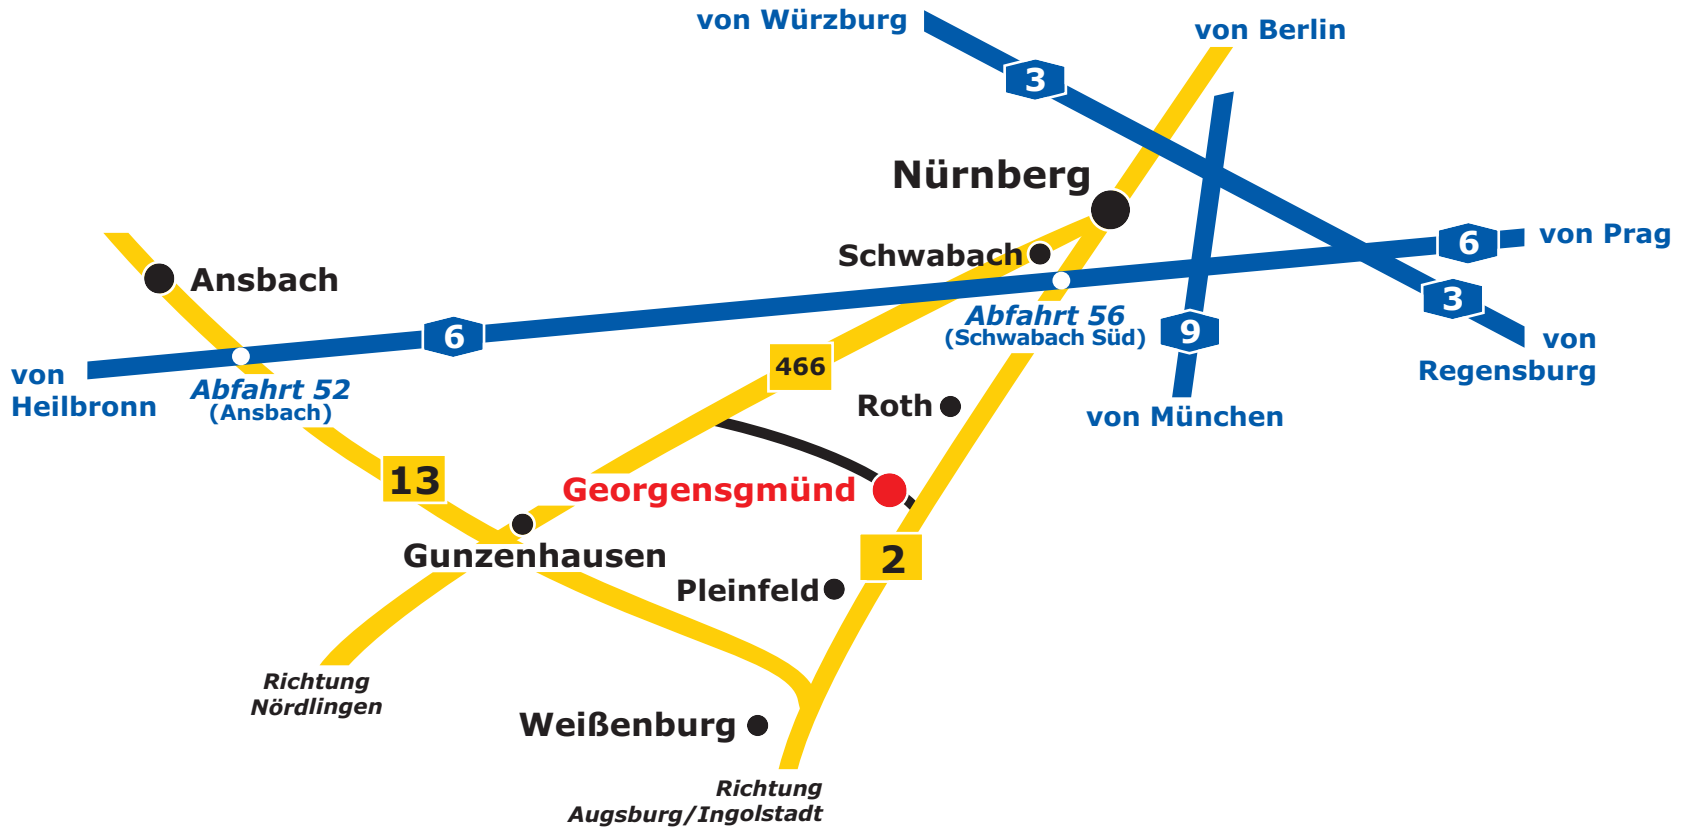 von Würzburg
von Berlin
3
Nürnberg
Schwabach
6
von Prag
Ansbach
3
Abfahrt 56
(Schwabach Süd)
9
6
von
Regensburg
466
von
Heilbronn
Abfahrt 52
(Ansbach)
Roth
von München
13
Georgensgmünd
Gunzenhausen
2
Pleinfeld
Richtung
Nördlingen
Weißenburg
Richtung
Augsburg/Ingolstadt